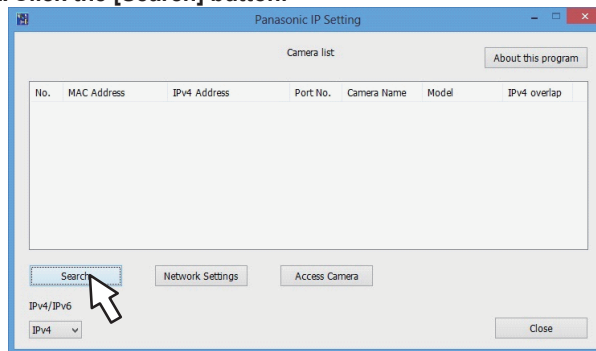 Click the [Search] button.
Panasonic IP Setting
Camera list
About this program
No. MAC Address IPv4 Address Port No. Camera Name Model IPv4 overlap
Search Network Settings Access Camera
IPv4/IPv6
IPv4 Close